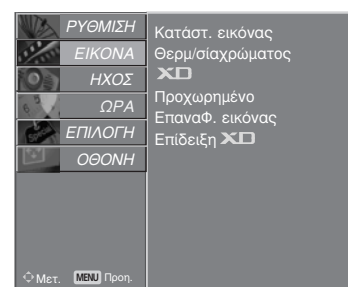 ΡΥΘΜΙΣΗ
ΕΙΚΟΝΑ
ΗΧΟΣ
ΩΡΑ
ΕΠΙΛΟΓΗ
ΟΘΟΝΗ
Κατάστ. εικόνας
Θερμ/σίαχρώματος
XD
Προχωρημένο
ΕπαναΦ. εικόνας
Επίδειξη XD
Μετ. MENU Προη.